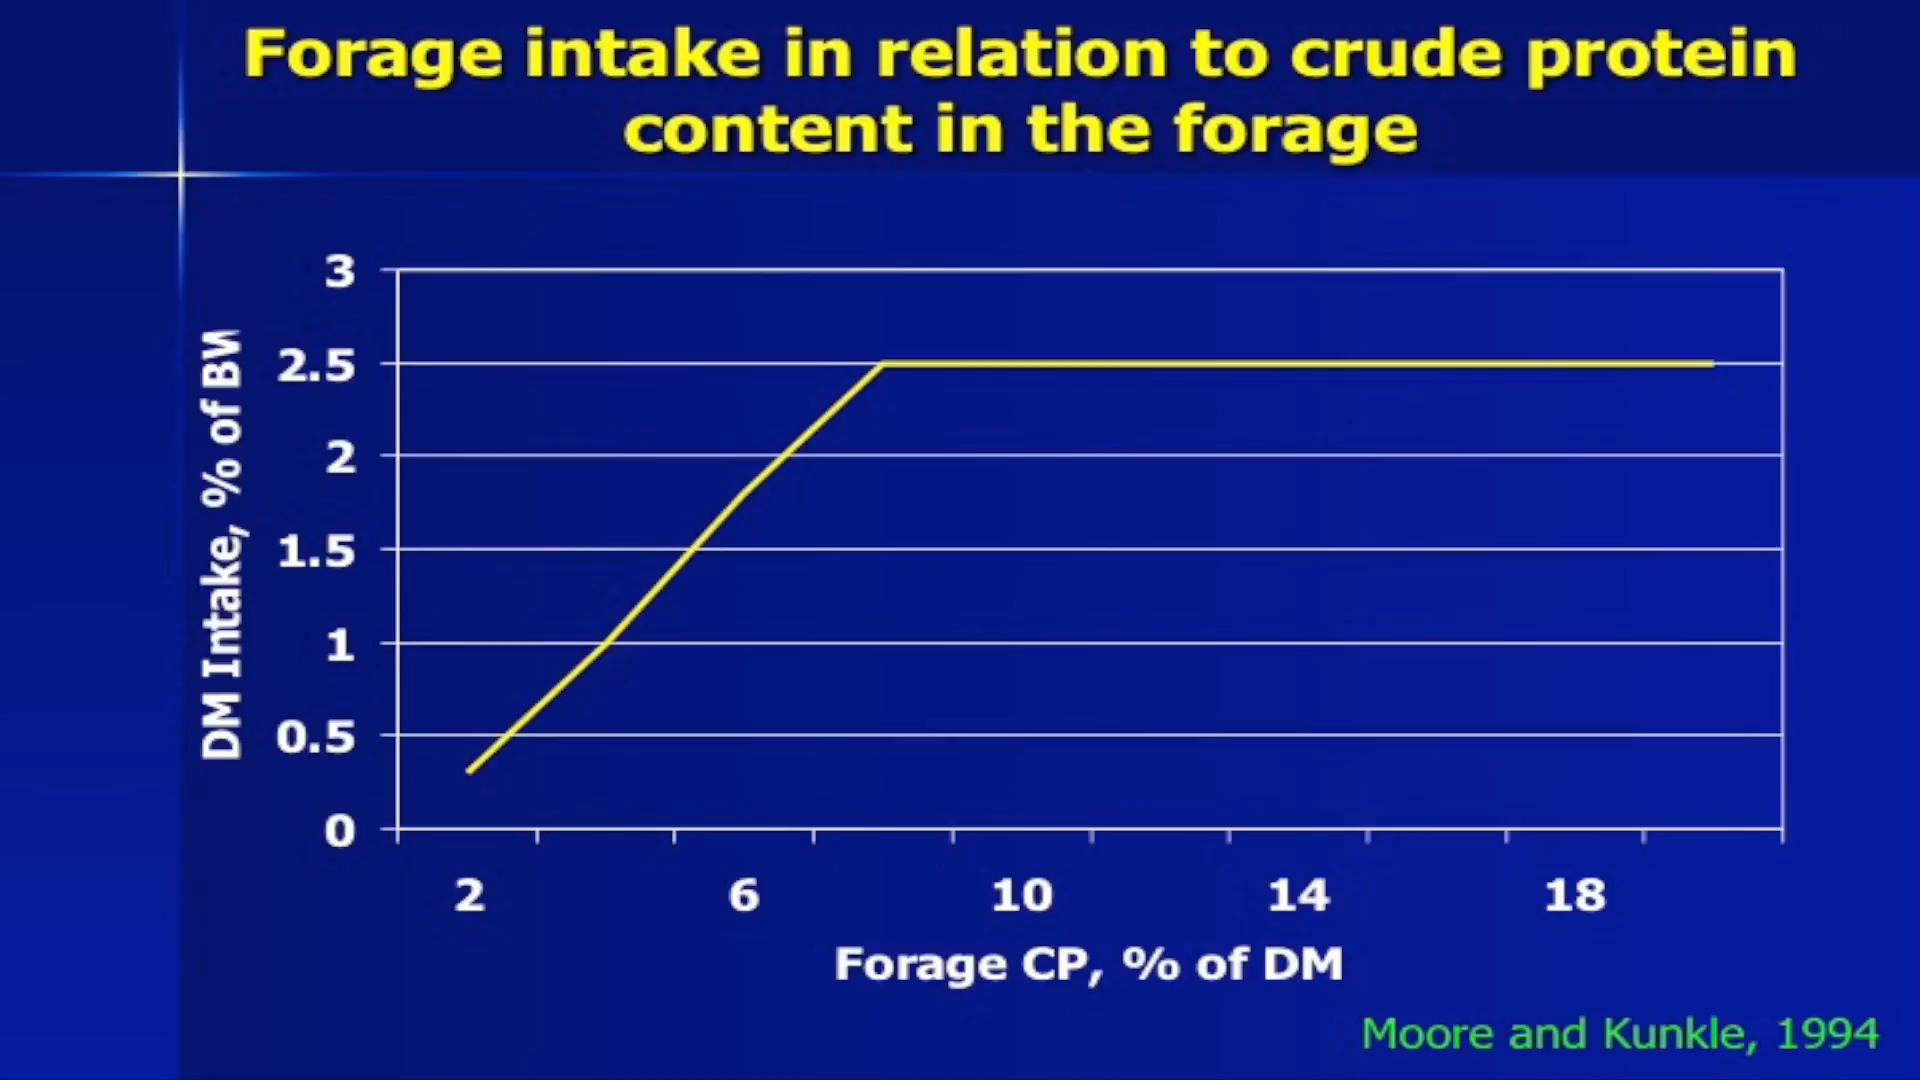 Forage intake in relation to crude protein
content in the forage
DM Intake, % of BW
3
2.5
2
1.5
1
0.5
0
2 6 10 14 18
Forage CP, % of DM
Moore and Kunkle, 1994